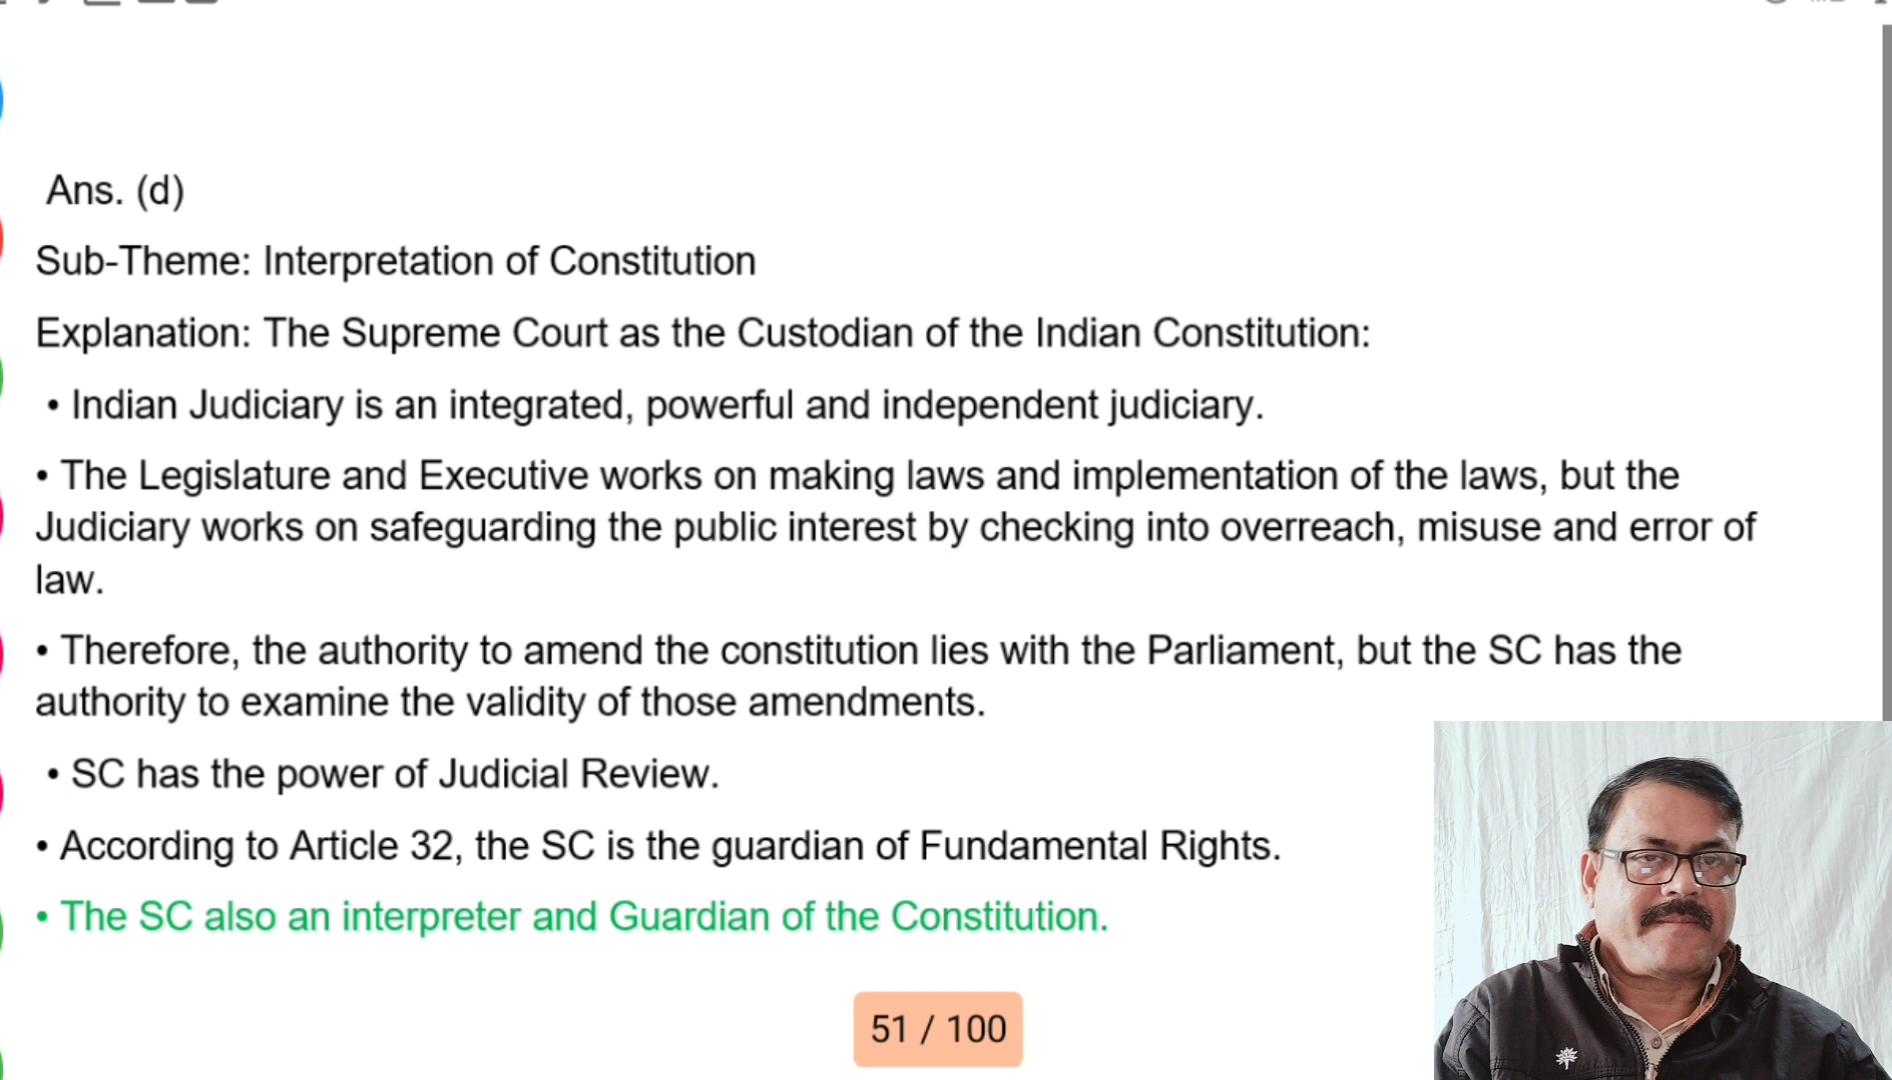 Ans. (d)
Sub-Theme: Interpretation of Constitution
Explanation: The Supreme Court as the Custodian of the Indian Constitution:
• Indian Judiciary is an integrated, powerful and independent judiciary.
• The Legislature and Executive works on making laws and implementation of the laws, but the
Judiciary works on safeguarding the public interest by checking into overreach, misuse and error of
law.
• Therefore, the authority to amend the constitution lies with the Parliament, but the SC has the
authority to examine the validity of those amendments.
• SC has the power of Judicial Review.
• According to Article 32, the SC is the guardian of Fundamental Rights.
• The SC also an interpreter and Guardian of the Constitution.
51 / 100